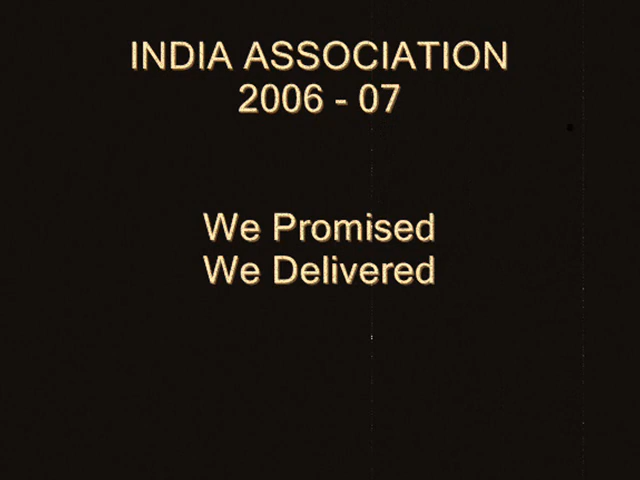 INDIA ASSOCIATION
2006 - 07
We Promised
We Delivered